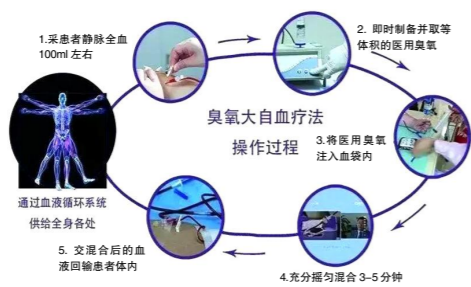 1.采患者静脉全血
100ml 左右
2. 即时制备并取等
体积的医用臭氧
臭氧大自血疗法
操作过程
3.将医用臭氧
注入血袋内
通过血液循环系统
供给全身各处
5. 交混合后的血
液回输患者体内
4.充分摇匀混合 3-5 分钟